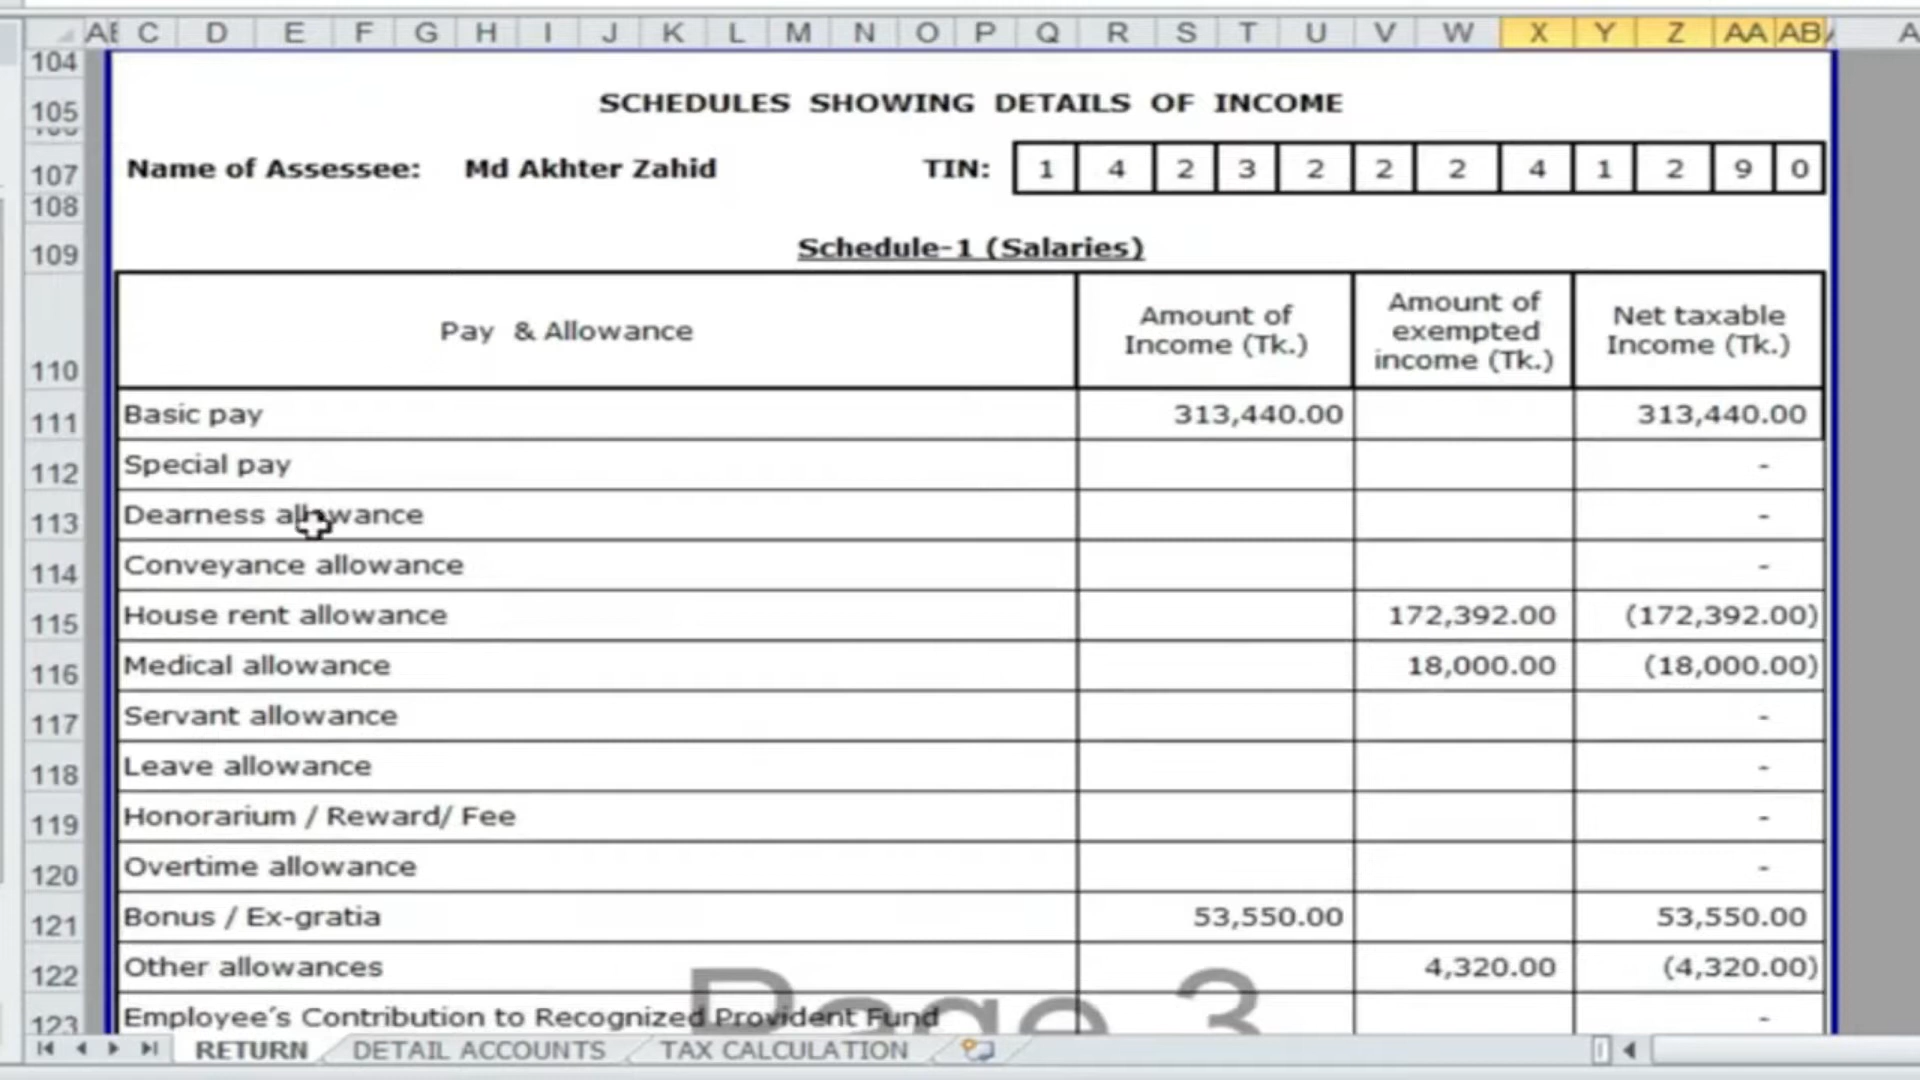 C D E F G H I J K L M N O P Q R S T U V W X Y Z AA AB
104
105 SCHEDULES SHOWING DETAILS OF INCOME
107 Name of Assessee: Md Akhter Zahid TIN: 1 4 2 3 2 2 2 4 1 2 9 0
108
109 Schedule-1 (Salaries)
110 Pay & Allowance Amount of Income (Tk.) Amount of exempted income (Tk.) Net taxable Income (Tk.)
111 Basic pay 313,440.00 313,440.00
112 Special pay -
113 Dearness allowance -
114 Conveyance allowance -
115 House rent allowance 172,392.00 (172,392.00)
116 Medical allowance 18,000.00 (18,000.00)
117 Servant allowance -
118 Leave allowance -
119 Honorarium / Reward/ Fee -
120 Overtime allowance -
121 Bonus / Ex-gratia 53,550.00 53,550.00
122 Other allowances 4,320.00 (4,320.00)
123 Employee´s Contribution to Recognized Provident Fund -
Page 3
RETURN DETAIL ACCOUNTS TAX CALCULATION